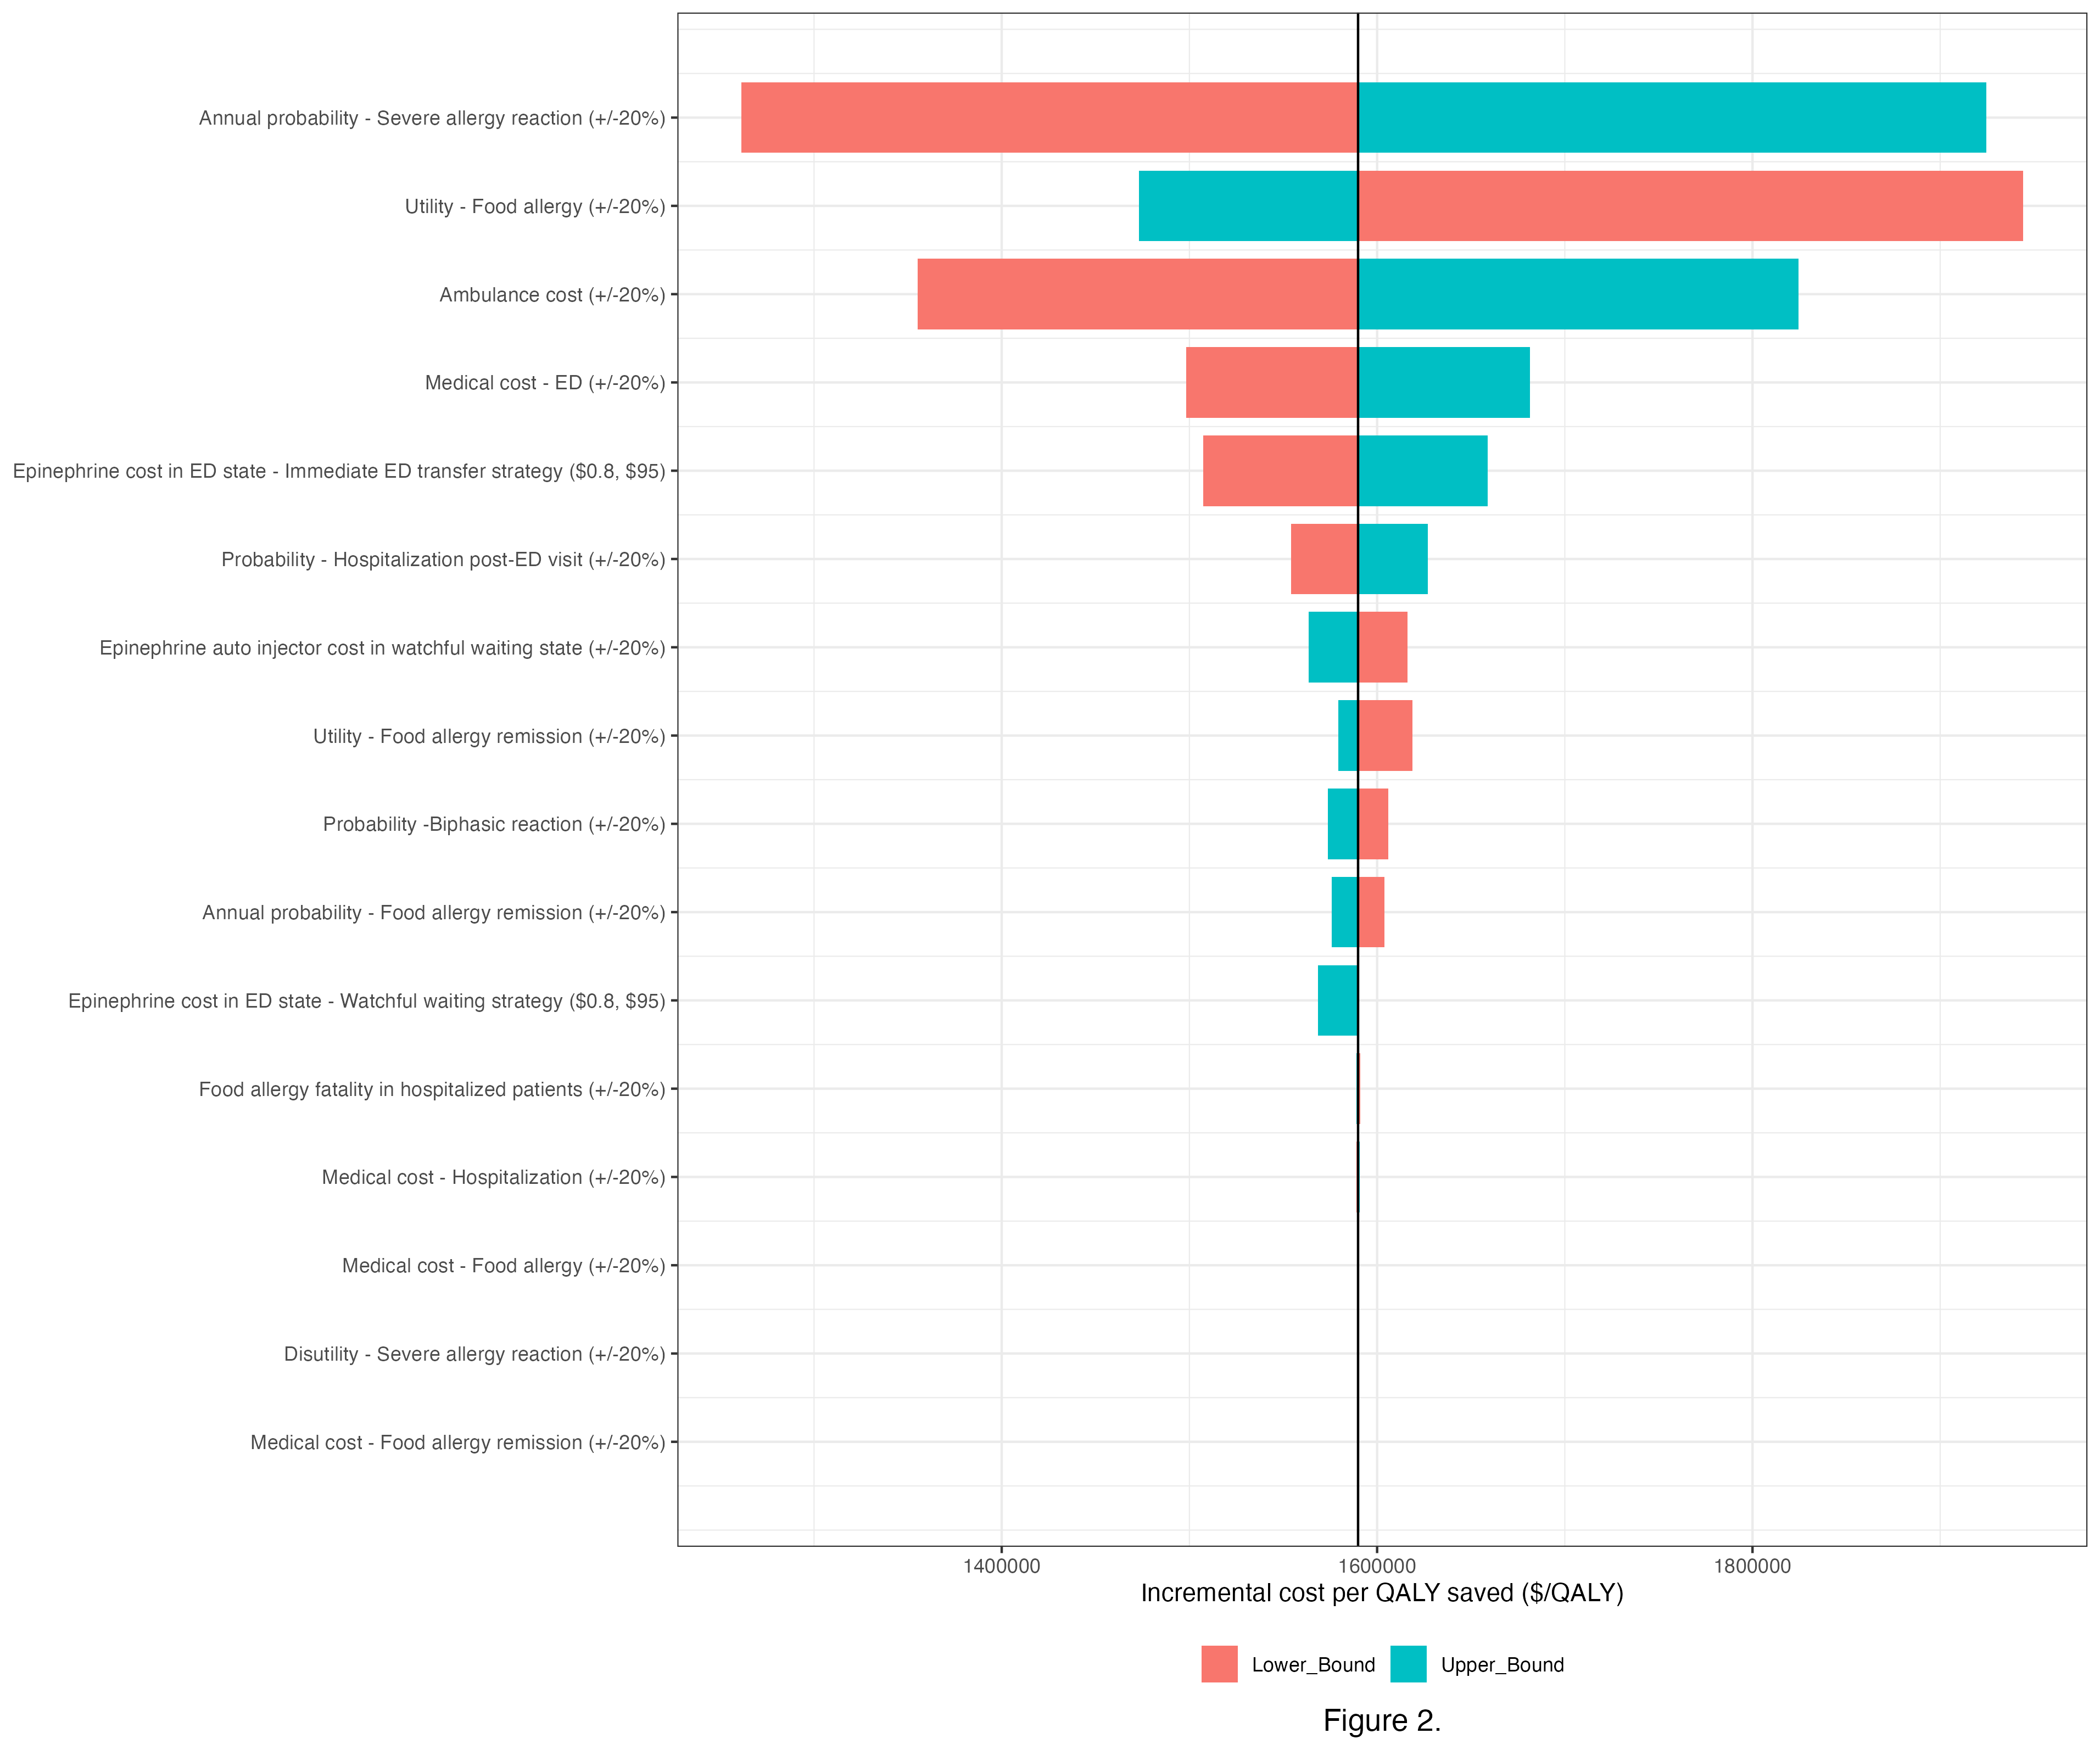 Annual probability - Severe allergy reaction (+/-20%)
Utility - Food allergy (+/-20%)
Ambulance cost (+/-20%)
Medical cost - ED (+/-20%)
Epinephrine cost in ED state - Immediate ED transfer strategy ($0.8, $95)
Probability - Hospitalization post-ED visit (+/-20%)
Epinephrine auto injector cost in watchful waiting state (+/-20%)
Utility - Food allergy remission (+/-20%)
Probability -Biphasic reaction (+/-20%)
Annual probability - Food allergy remission (+/-20%)
Epinephrine cost in ED state - Watchful waiting strategy ($0.8, $95)
Food allergy fatality in hospitalized patients (+/-20%)
Medical cost - Hospitalization (+/-20%)
Medical cost - Food allergy (+/-20%)
Disutility - Severe allergy reaction (+/-20%)
Medical cost - Food allergy remission (+/-20%)
1400000 1600000 1800000
Incremental cost per QALY saved ($/QALY)
Lower_Bound Upper_Bound
Figure 2.